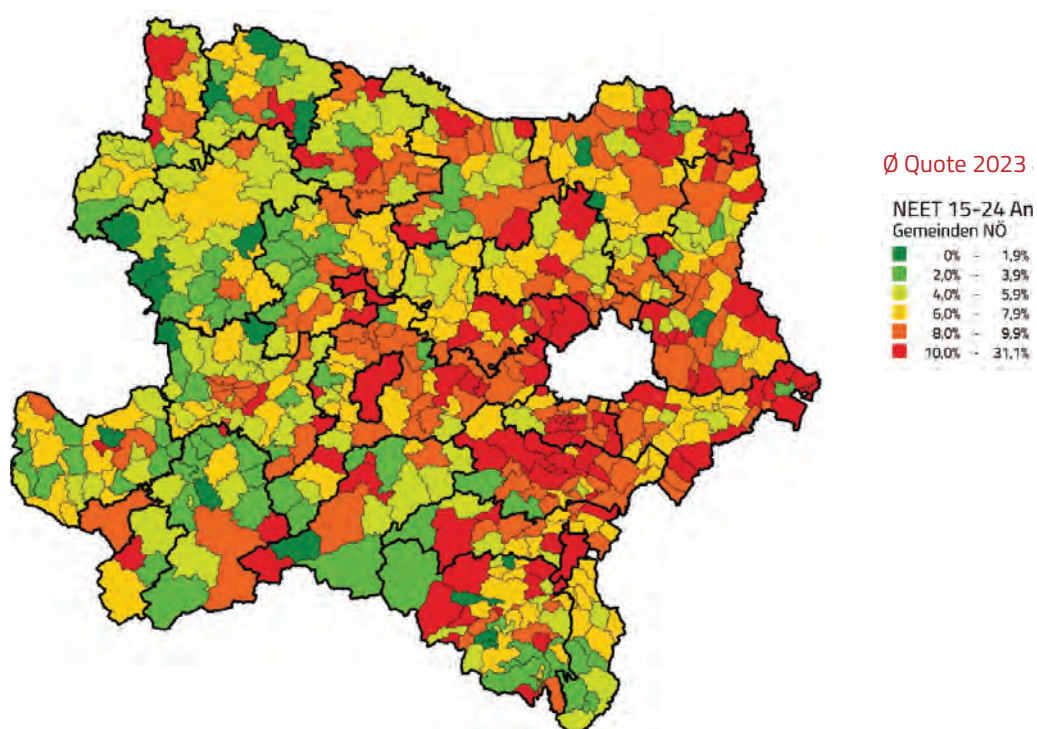 Ø Quote 2023
NEET 15-24 An
Gemeinden NÖ
0% - 1,9%
2,0% - 3,9%
4,0% - 5,9%
6,0% - 7,9%
8,0% - 9,9%
10,0% - 31,1%